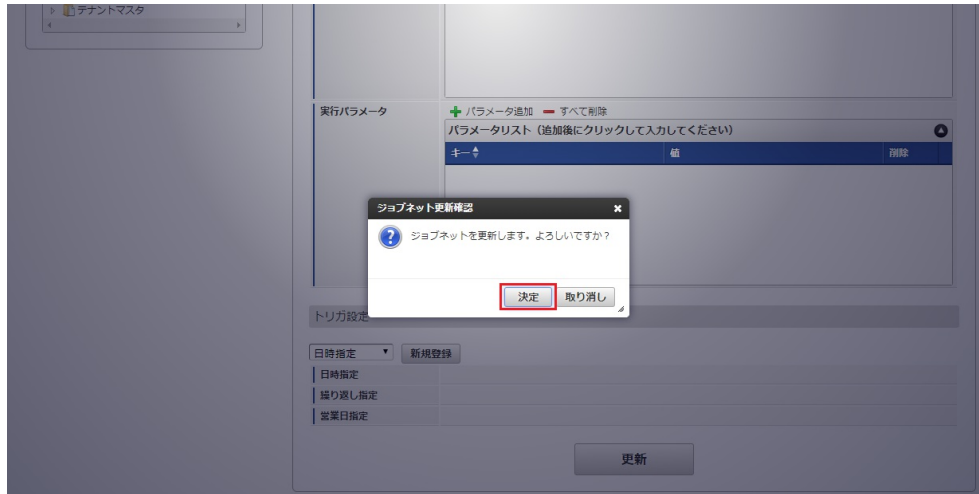 テナントマスタ
実行パラメータ
パラメータ追加 すべて削除
パラメータリスト（追加後にクリックして入力してください）
キー 値 削除
ジョブネット更新確認
ジョブネットを更新します。よろしいですか？
決定 取り消し
トリガ設定
日時指定 新規登録
日時指定
繰り返し指定
営業日指定
更新